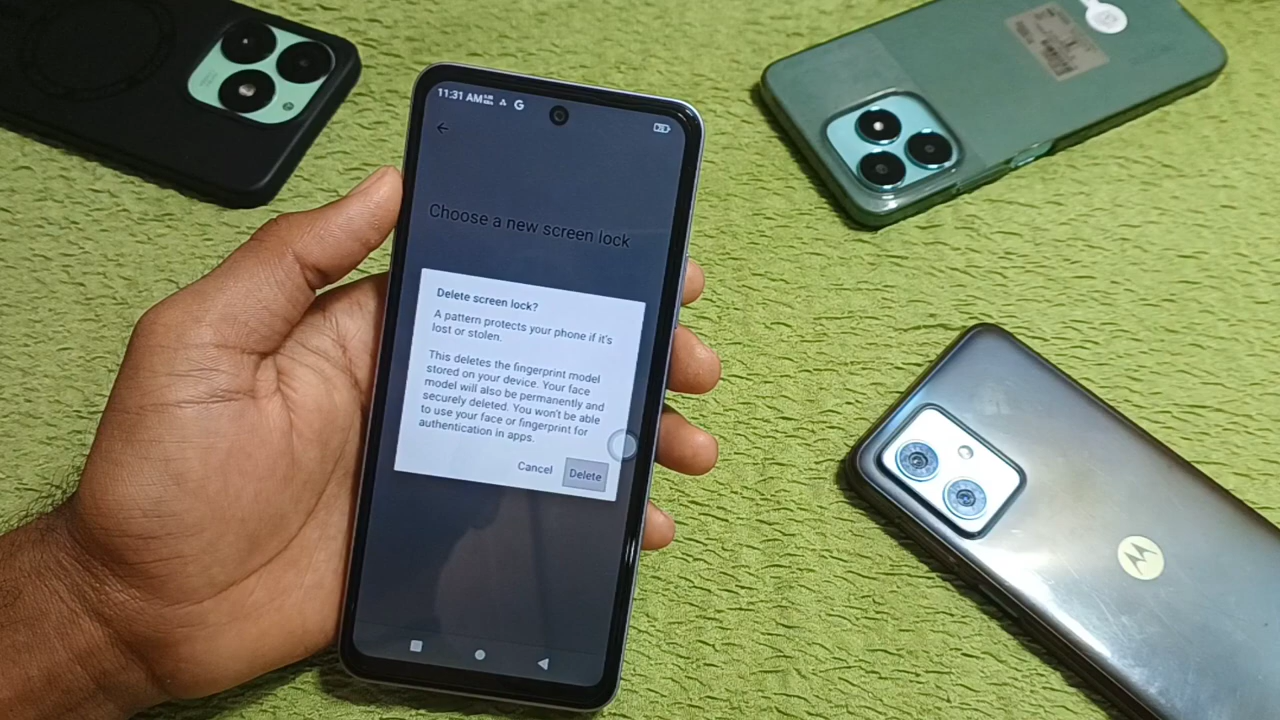 11:31 AM
G
Choose a new screen lock
Delete screen lock?
A pattern protects your phone if it's
lost or stolen.
This deletes the fingerprint model
stored on your device. Your face
model will also be permanently and
securely deleted. You won't be able
to use your face or fingerprint for
authentication in apps.
Cancel Delete